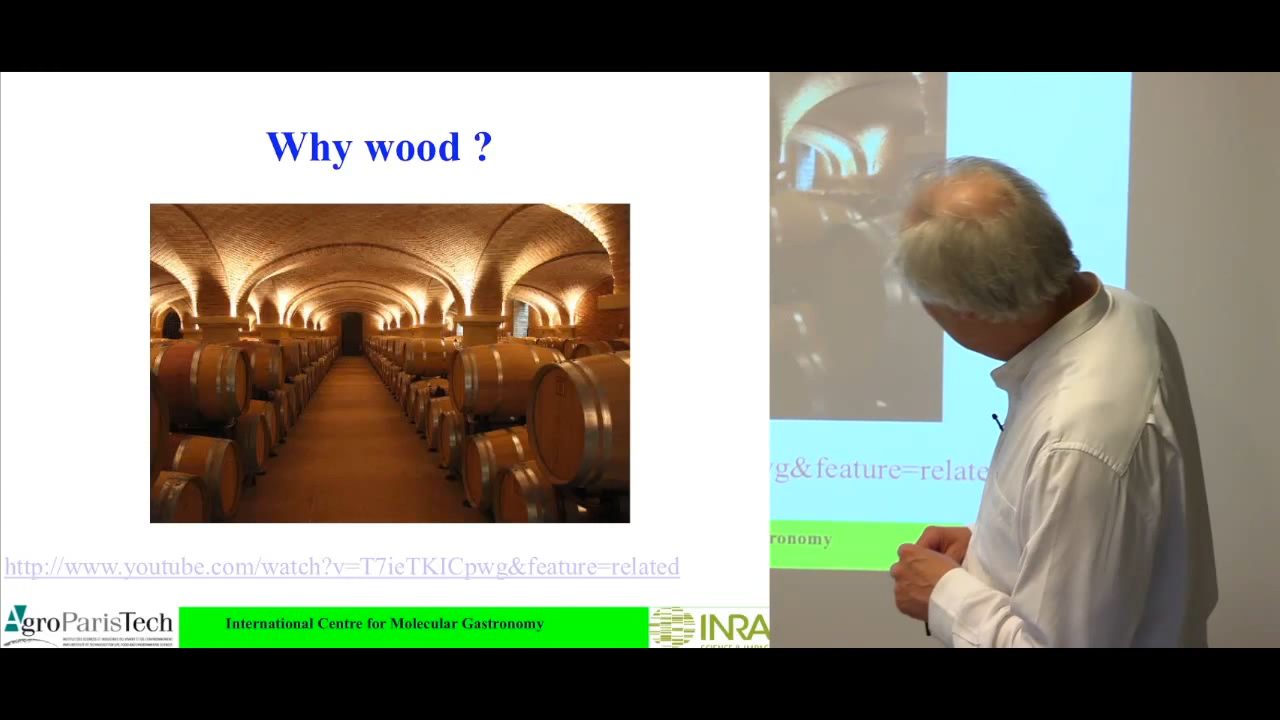 Why wood ?
http://www.youtube.com/watch?v=T7ieTKICpwg&feature=related
AgroParisTech
International Centre for Molecular Gastronomy
INRA
vg&feature=relate
ronomy